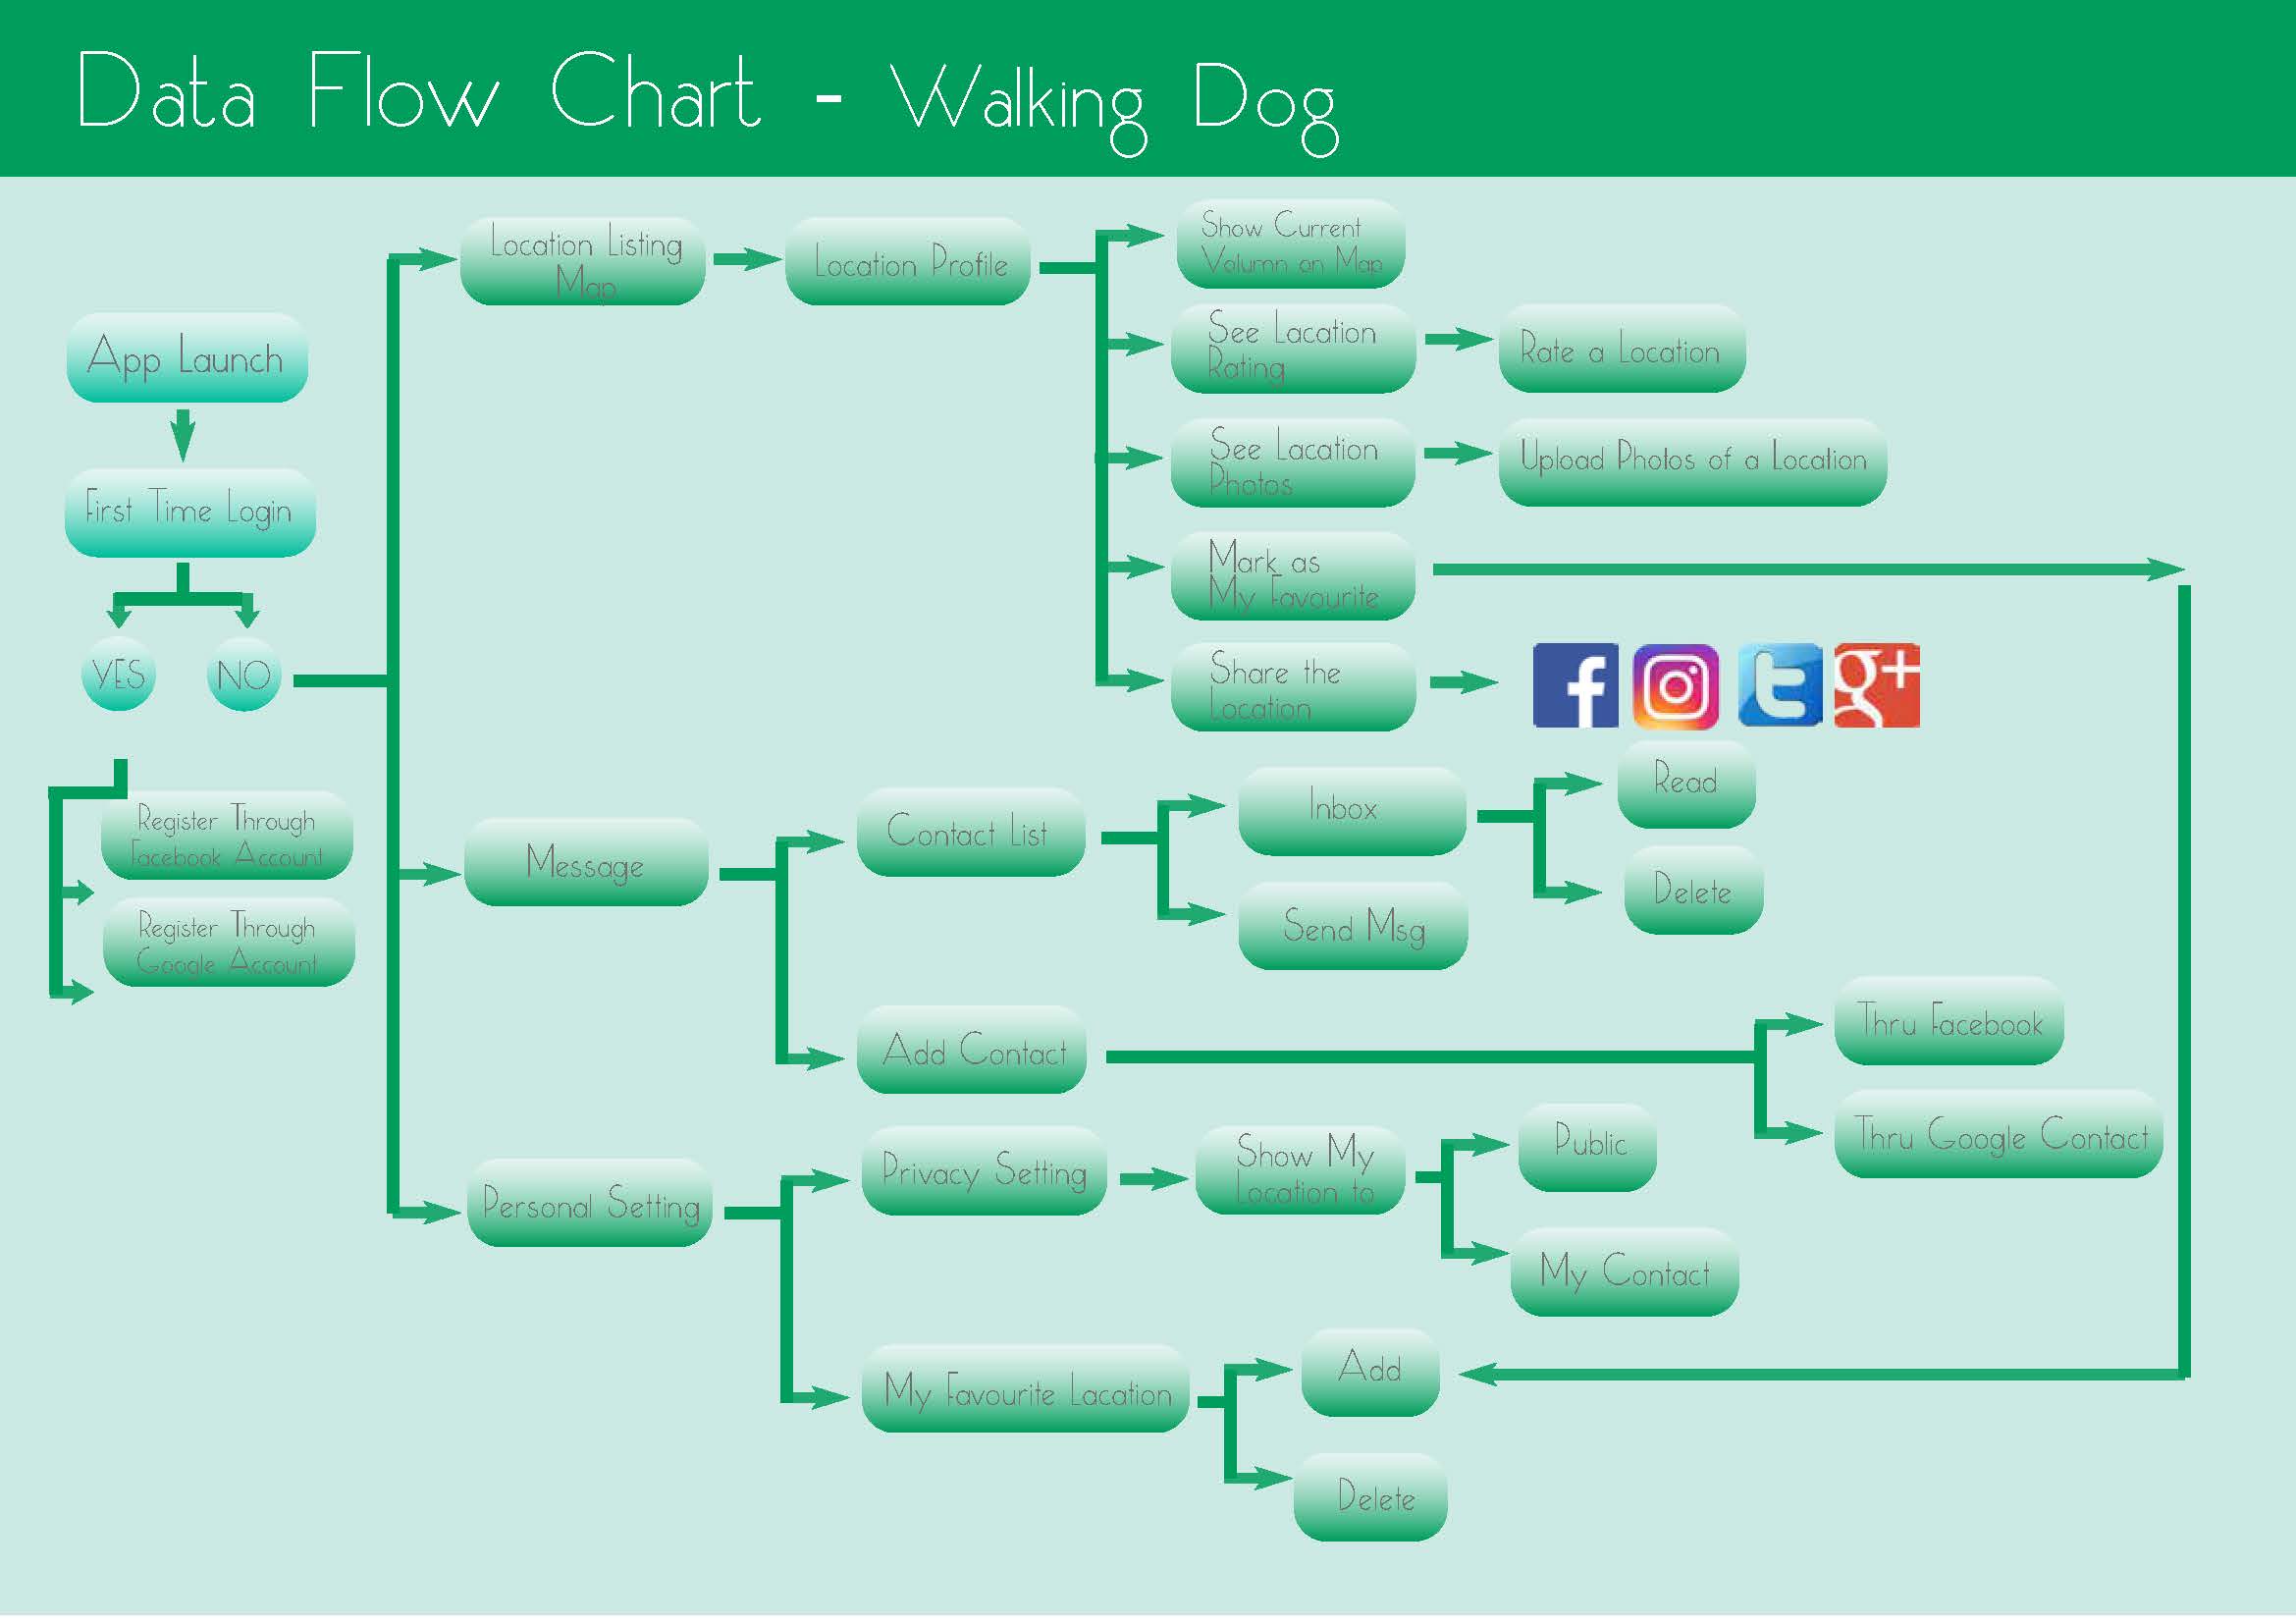 Data Flow Chart - Walking Dog
App Launch
First Time Login
YES
NO
Register Through
Facebook Account
Register Through
Google Account
Location Listing
Map
Location Profile
Show Current
Volumn on Map
See Lacation
Rating
Rate a Location
See Lacation
Photos
Upload Photos of a Location
Mark as
My Favourite
Share the
Location
f
t
g+
Message
Contact List
Inbox
Read
Delete
Send Msg
Add Contact
Thru Facebook
Thru Google Contact
Personal Setting
Privacy Setting
Show My
Location to
Public
My Contact
My Favourite Lacation
Add
Delete